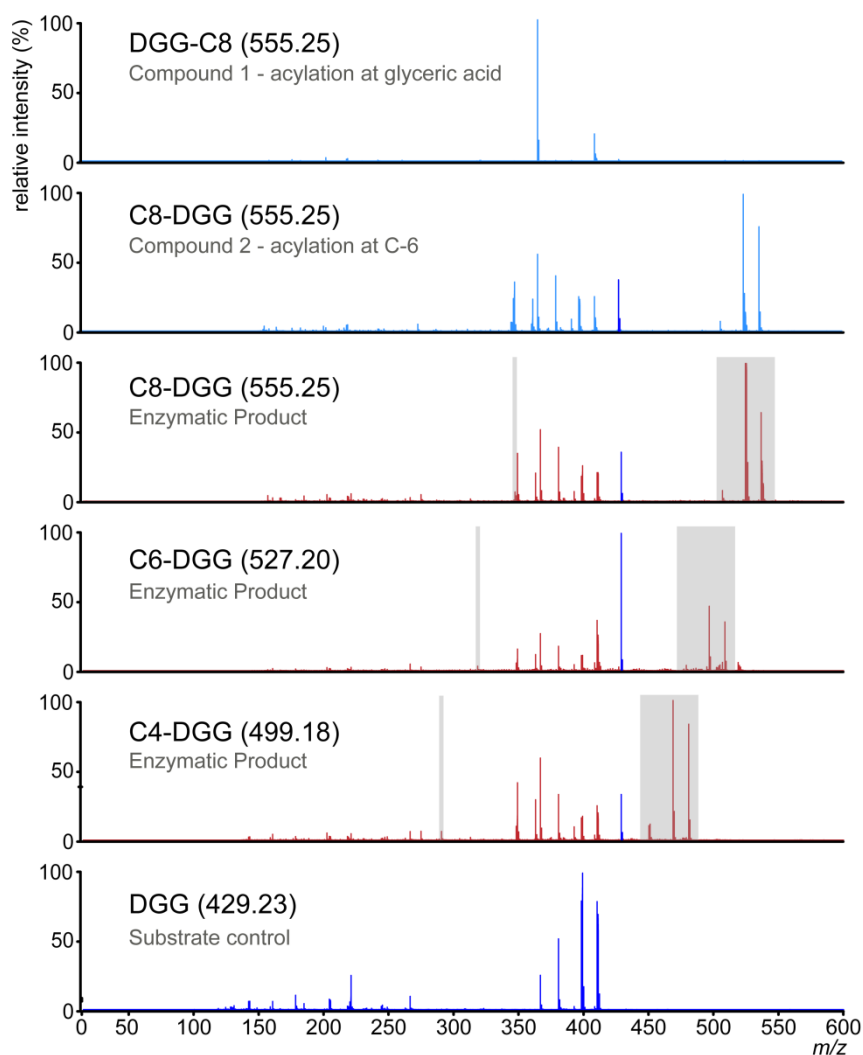 relative intensity (%)
100
50
0
DGG-C8 (555.25)
Compound 1 - acylation at glyceric acid
100
50
0
C8-DGG (555.25)
Compound 2 - acylation at C-6
100
50
0
C8-DGG (555.25)
Enzymatic Product
100
50
0
C6-DGG (527.20)
Enzymatic Product
100
50
0
C4-DGG (499.18)
Enzymatic Product
100
50
0
DGG (429.23)
Substrate control
0 50 100 150 200 250 300 350 400 450 500 550 600
m/z